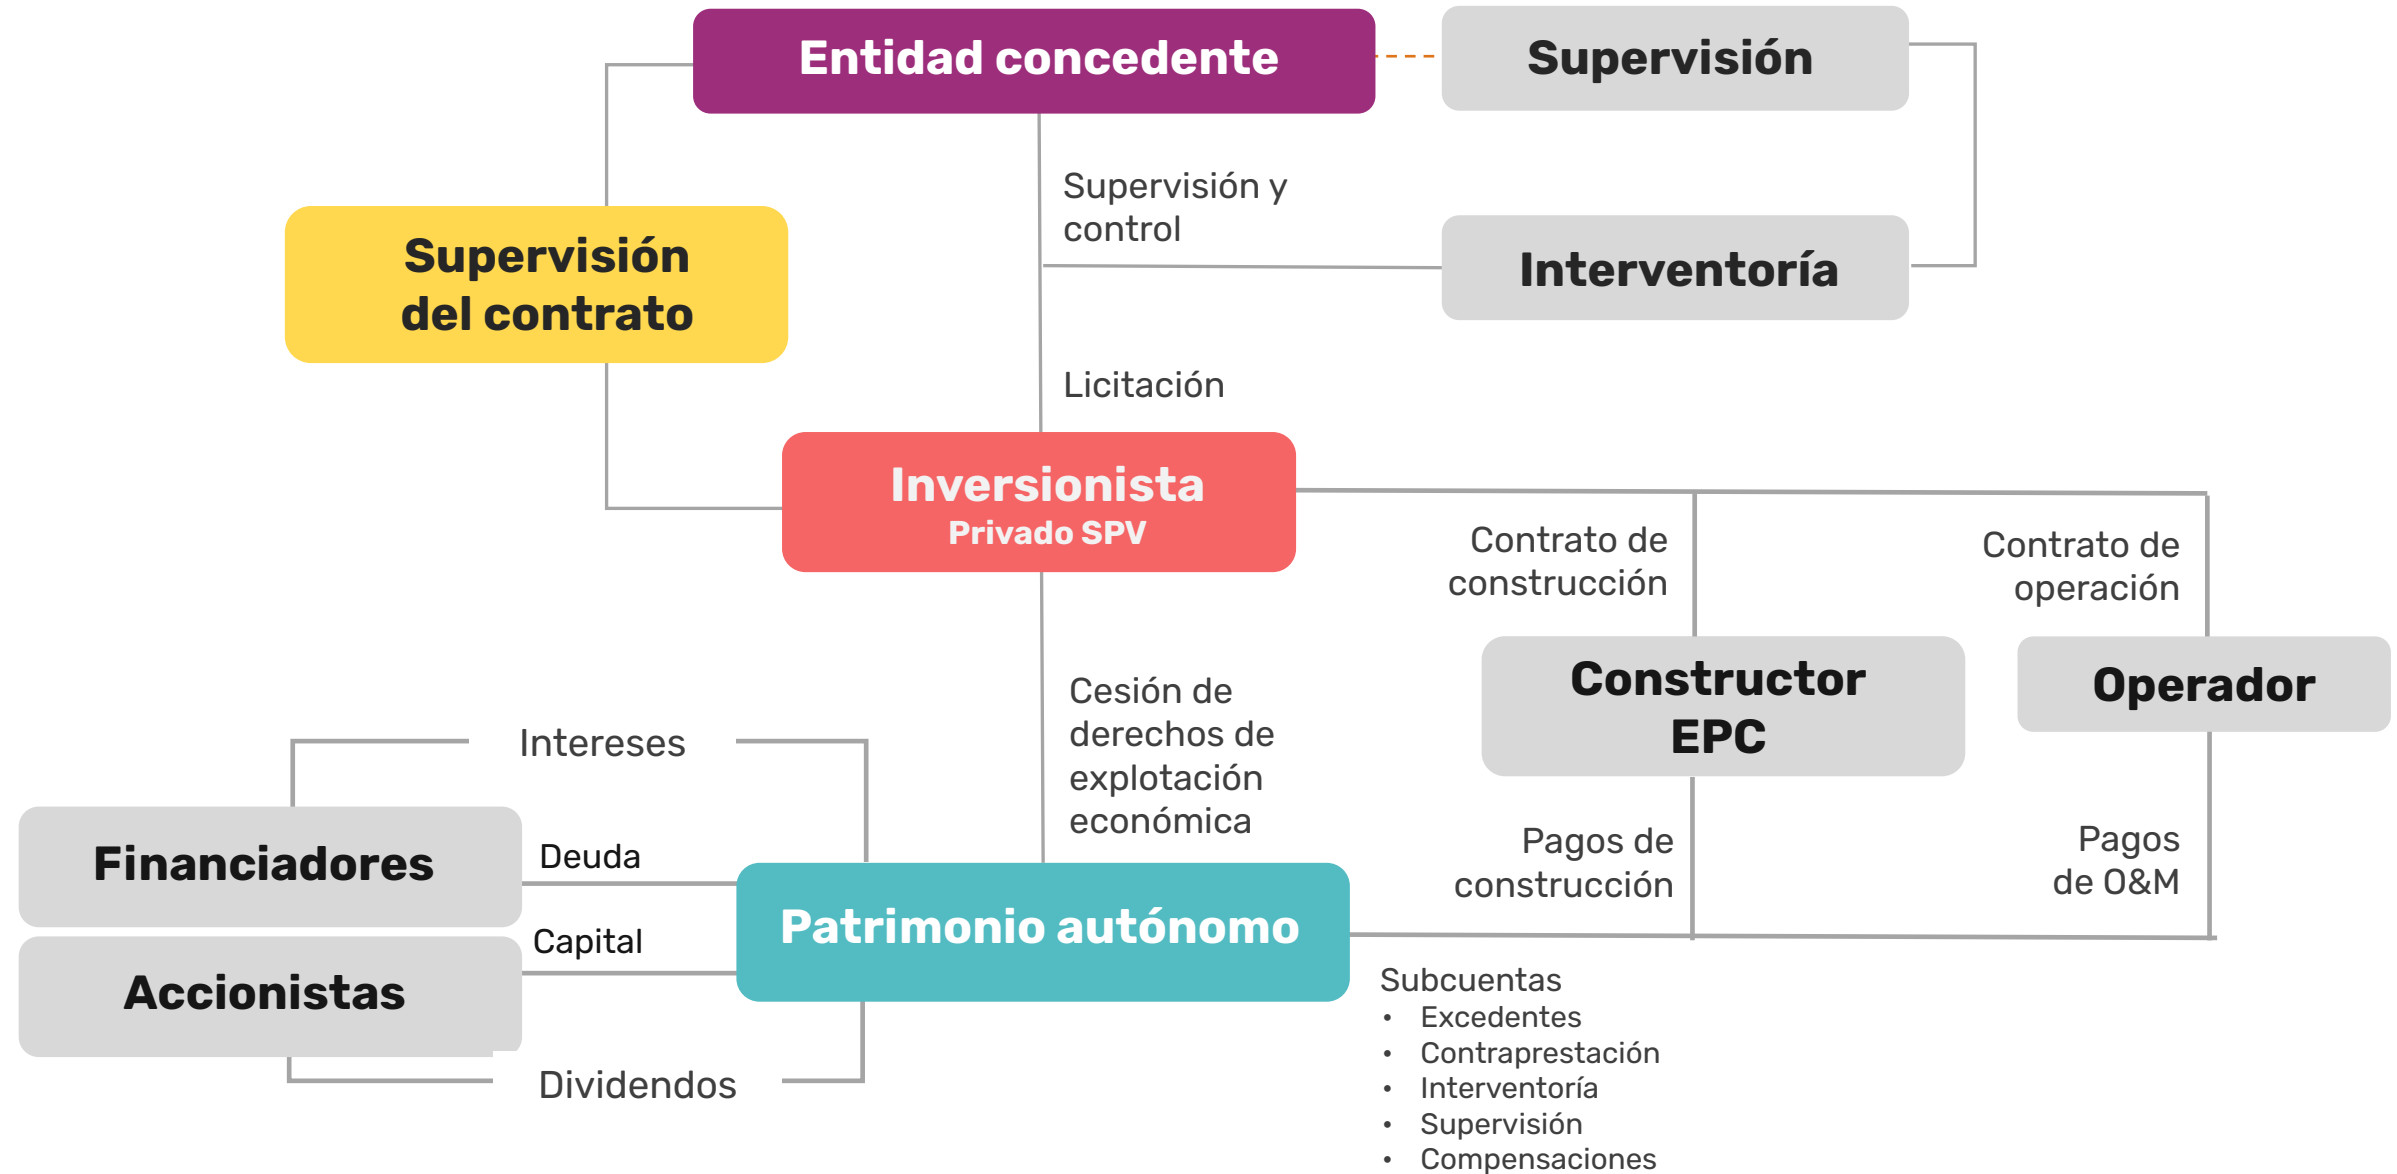 Entidad concedente
Supervisión
Supervisión y
control
Supervisión
del contrato
Interventoría
Licitación
Inversionista
Privado SPV
Contrato de
construcción
Contrato de
operación
Constructor
EPC
Operador
Cesión de
derechos de
explotación
económica
Intereses
Financiadores
Deuda
Pagos de
construcción
Pagos
de O&M
Patrimonio autónomo
Capital
Accionistas
Dividendos
Subcuentas
• Excedentes
• Contraprestación
• Interventoría
• Supervisión
• Compensaciones